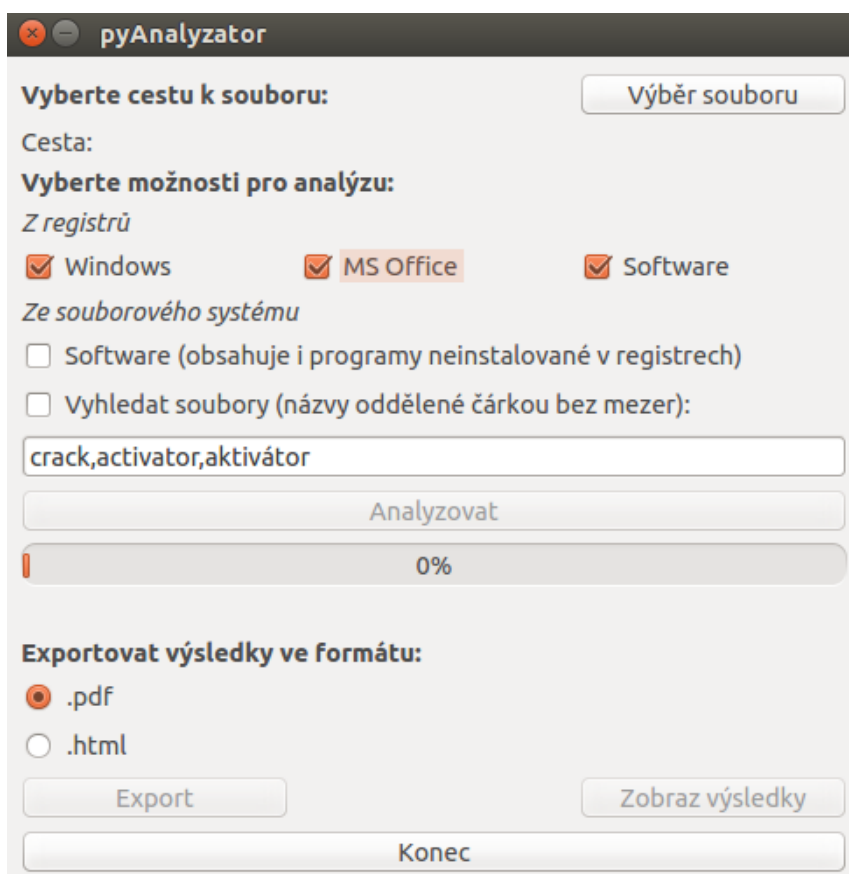 pyAnalyzator
Vyberte cestu k souboru: Výběr souboru
Cesta:
Vyberte možnosti pro analýzu:
Z registrů
Windows MS Office Software
Ze souborového systému
Software (obsahuje i programy neinstalované v registrech)
Vyhledat soubory (názvy oddělené čárkou bez mezer):
crack,activator,aktivátor
Analyzovat
0%
Exportovat výsledky ve formátu:
.pdf
.html
Export Zobraz výsledky
Konec